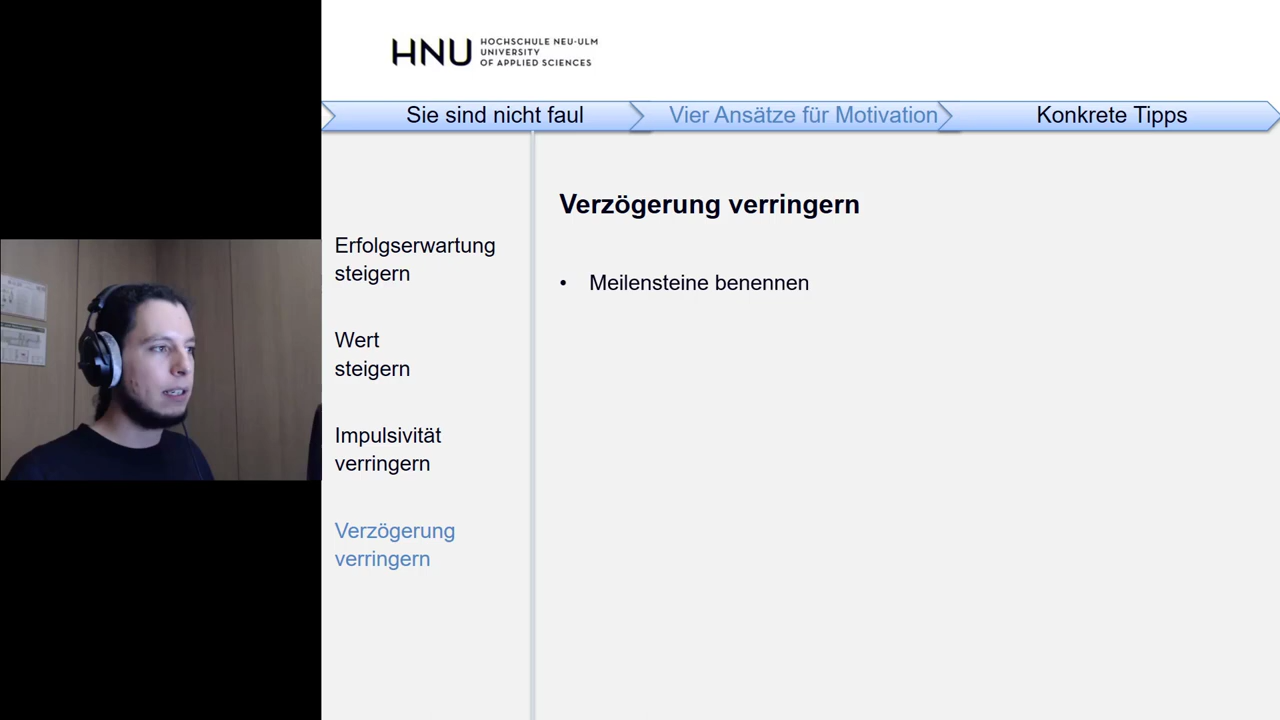 HNU HOCHSCHULE NEU-ULM
UNIVERSITY
OF APPLIED SCIENCES
Sie sind nicht faul
Vier Ansätze für Motivation
Konkrete Tipps
Erfolgserwartung
steigern
Wert
steigern
Impulsivität
verringern
Verzögerung
verringern
Verzögerung verringern
• Meilensteine benennen